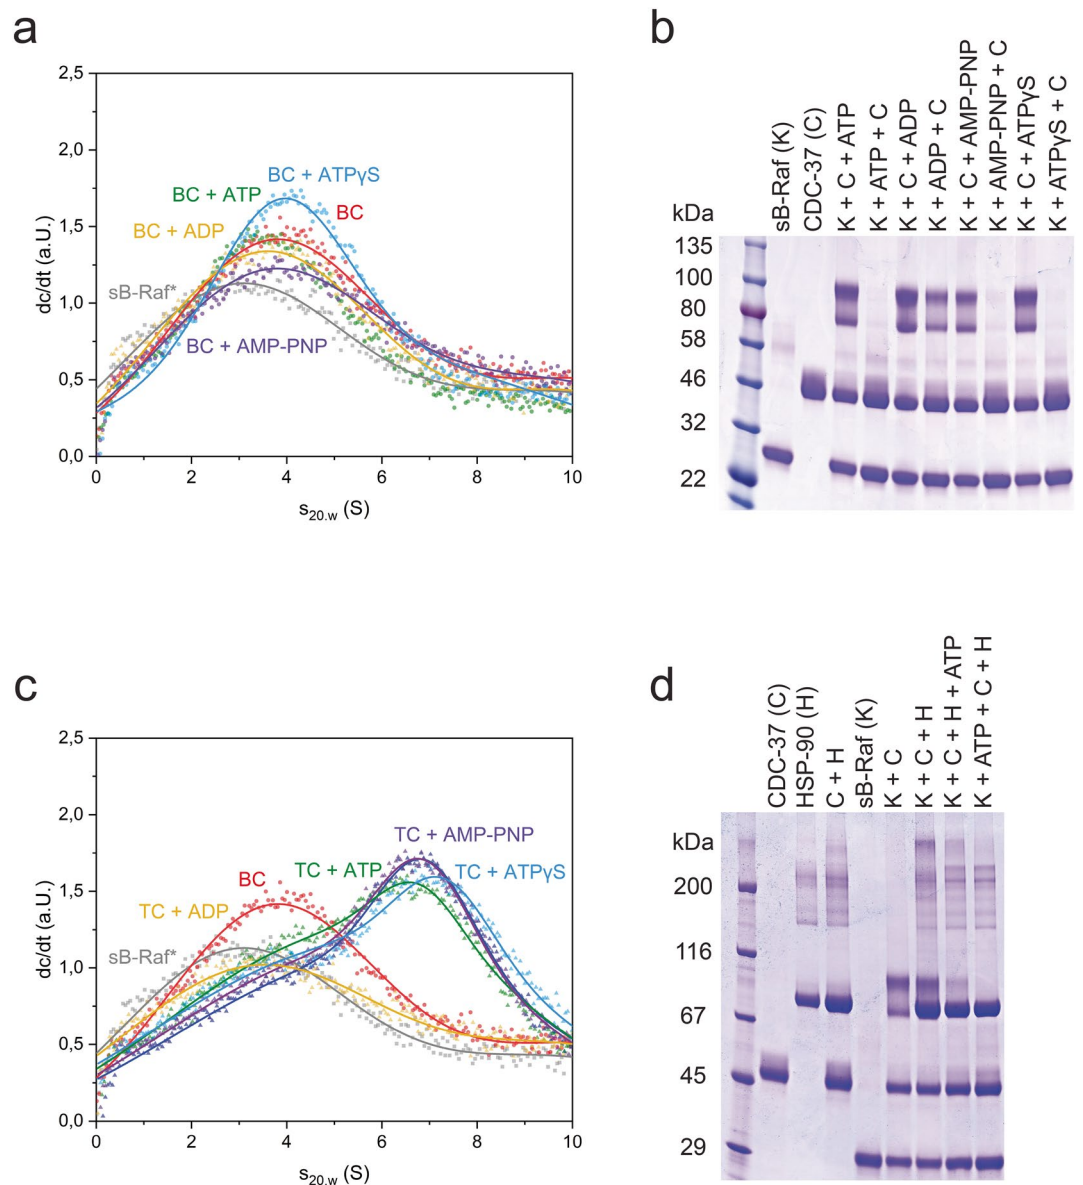 a
2,5
2,0
1,5
1,0
0,5
0,0
dc/dt (a.U.)
BC + ATPγS
BC + ATP
BC
BC + ADP
sB-Raf*
BC + AMP-PNP
0
2
4
6
8
10
s20.w (S)
b
sB-Raf (K)
CDC-37 (C)
K + C + ATP
K + ATP + C
K + C + ADP
K + ADP + C
K + C + AMP-PNP
K + AMP-PNP + C
K + C + ATPγS
K + ATPγS + C
kDa
135
100
80
58
46
32
22
c
2,5
2,0
1,5
1,0
0,5
0,0
dc/dt (a.U.)
TC + AMP-PNP
TC + ATP
TC + ATPγS
BC
TC + ADP
sB-Raf*
0
2
4
6
8
10
s20.w (S)
d
CDC-37 (C)
HSP-90 (H)
C + H
sB-Raf (K)
K + C
K + C + H
K + C + H + ATP
K + ATP + C + H
kDa
200
116
67
45
29